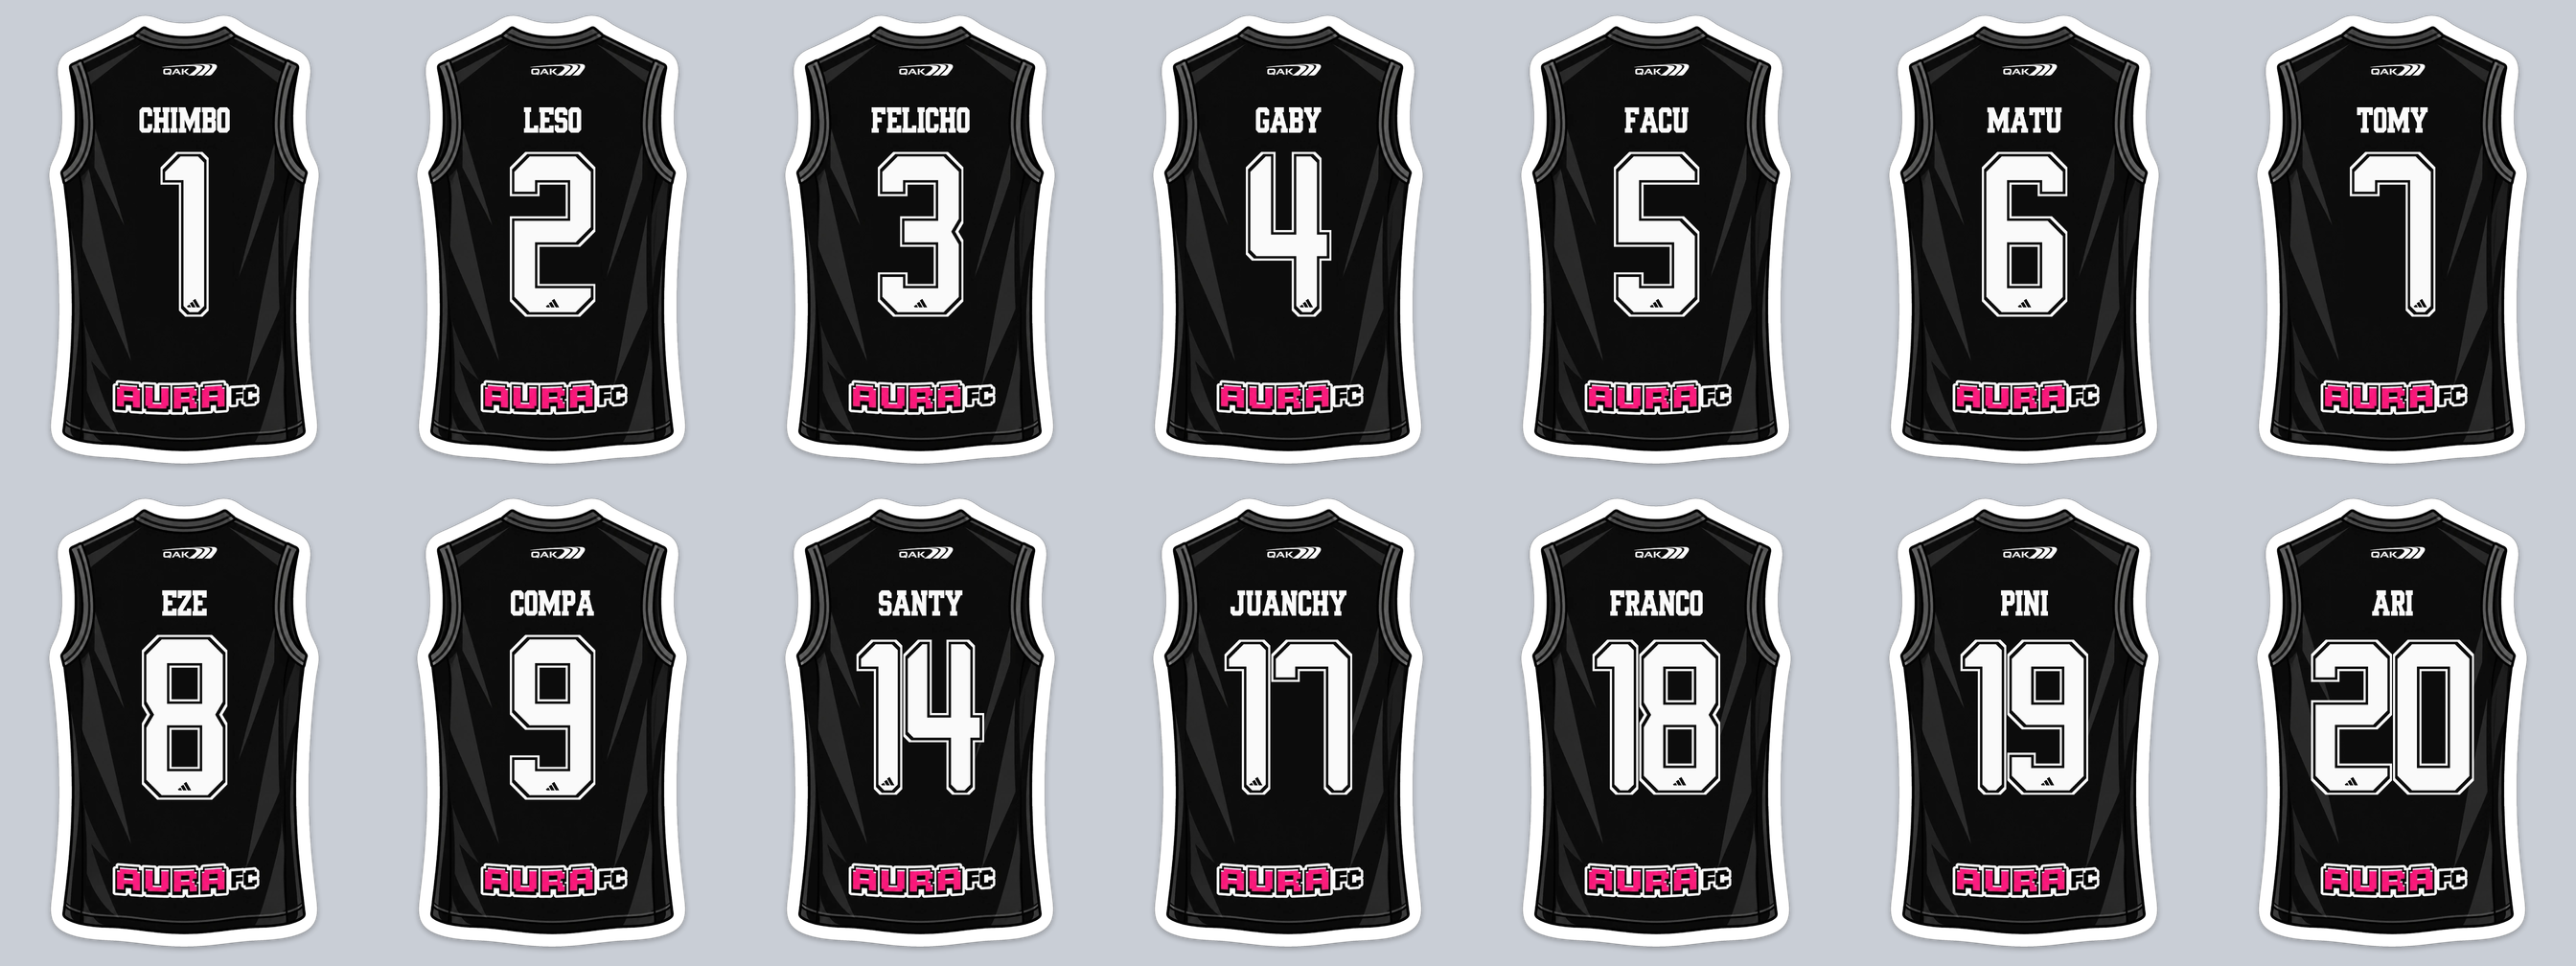 QAK
CHIMBO
1
AURA FC
QAK
LESO
2
AURA FC
QAK
FELICHO
3
AURA FC
QAK
GABY
4
AURA FC
QAK
FACU
5
AURA FC
QAK
MATU
6
AURA FC
QAK
TOMY
7
AURA FC
QAK
EZE
8
AURA FC
QAK
COMPA
9
AURA FC
QAK
SANTY
14
AURA FC
QAK
JUANCHY
17
AURA FC
QAK
FRANCO
18
AURA FC
QAK
PINI
19
AURA FC
QAK
ARI
20
AURA FC